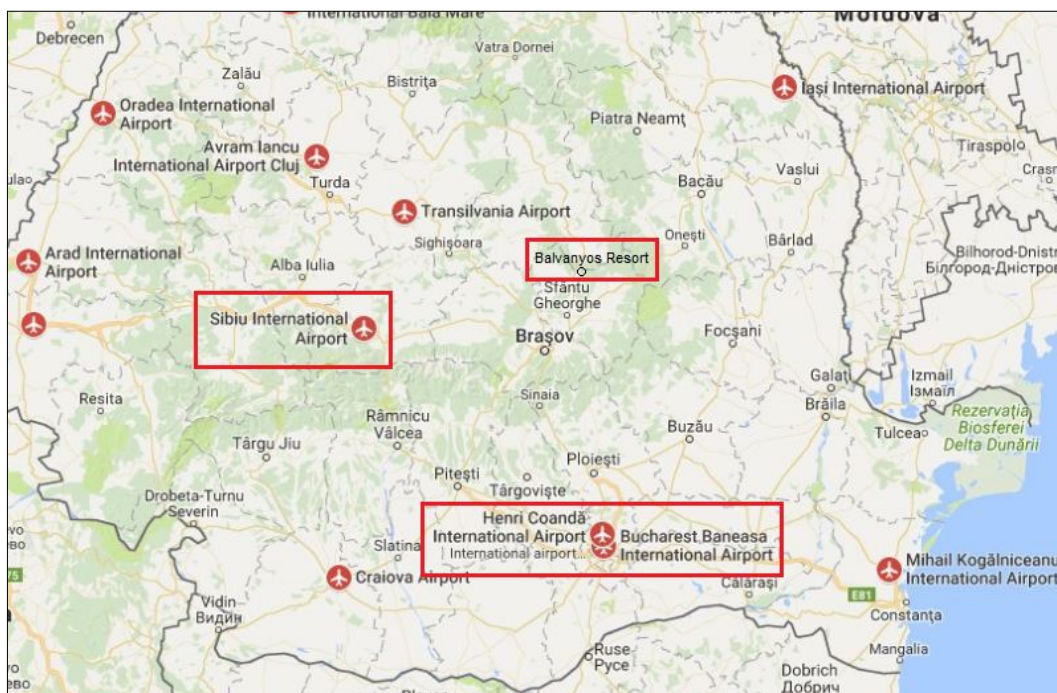 International Baia Mare
Moldova
Debrecen
Vatra Dornei
Zalău
Bistrița
Oradea International
Airport
Iași International Airport
Piatra Neamț
Avram Iancu
International Airport Cluj
Tiraspol
Turda
Vaslui
Bacău
Transilvania Airport
Sighișoara
Onești
Bârlad
Arad International
Airport
Alba Iulia
Balvanyos Resort
Bilhorod-Dnistr
Білгород-Дністров
Sfântu
Gheorghe
Sibiu International
Airport
Brașov
Focșani
Galați
Izmail
Ізмаїл
Resita
Sinaia
Brăila
Rezervația
Biosferei
Delta Dunării
Râmnicu
Vâlcea
Buzău
Tulcea
Târgu Jiu
Pitești
Ploiești
Târgoviște
Drobeta-Turnu
Severin
Henri Coandă
International Airport
International airport...
Bucharest Baneasa
International Airport
Slatina
Craiova Airport
Călărași
Mihail Kogălniceanu
International Airport
E81
Constanța
Vidin
Видин
Ruse
Русе
Mangalia
Dobrich
Добрич